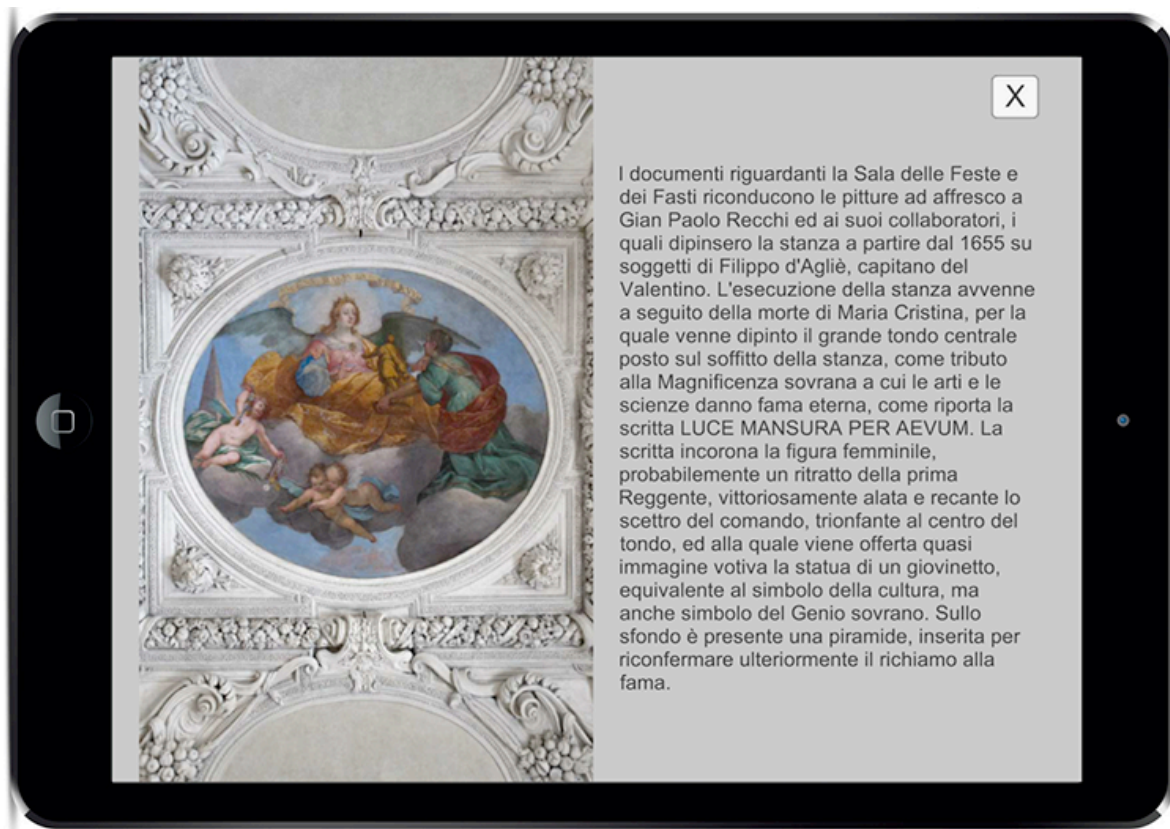 X
I documenti riguardanti la Sala delle Feste e
dei Fasti riconducono le pitture ad affresco a
Gian Paolo Recchi ed ai suoi collaboratori, i
quali dipinsero la stanza a partire dal 1655 su
soggetti di Filippo d'Agliè, capitano del
Valentino. L'esecuzione della stanza avvenne
a seguito della morte di Maria Cristina, per la
quale venne dipinto il grande tondo centrale
posto sul soffitto della stanza, come tributo
alla Magnificenza sovrana a cui le arti e le
scienze danno fama eterna, come riporta la
scritta LUCE MANSURA PER AEVUM. La
scritta incorona la figura femminile,
probabilemente un ritratto della prima
Reggente, vittoriosamente alata e recante lo
scettro del comando, trionfante al centro del
tondo, ed alla quale viene offerta quasi
immagine votiva la statua di un giovinetto,
equivalente al simbolo della cultura, ma
anche simbolo del Genio sovrano. Sullo
sfondo è presente una piramide, inserita per
riconfermare ulteriormente il richiamo alla
fama.